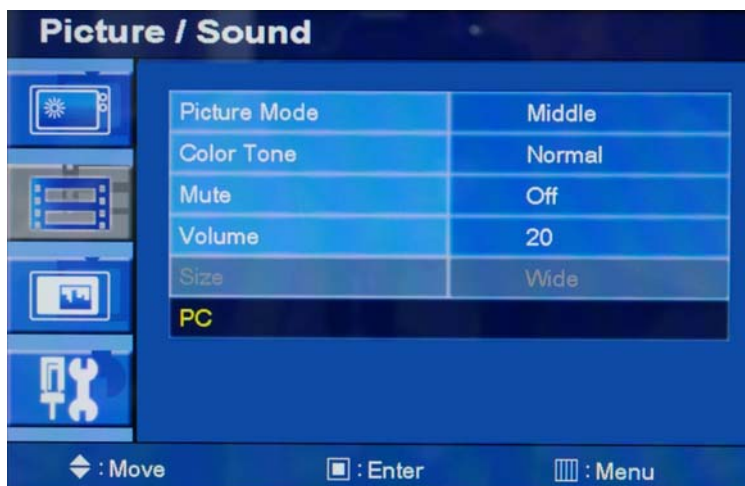 Picture / Sound
Picture Mode Middle
Color Tone Normal
Mute Off
Volume 20
Size Wide
PC
: Move : Enter : Menu